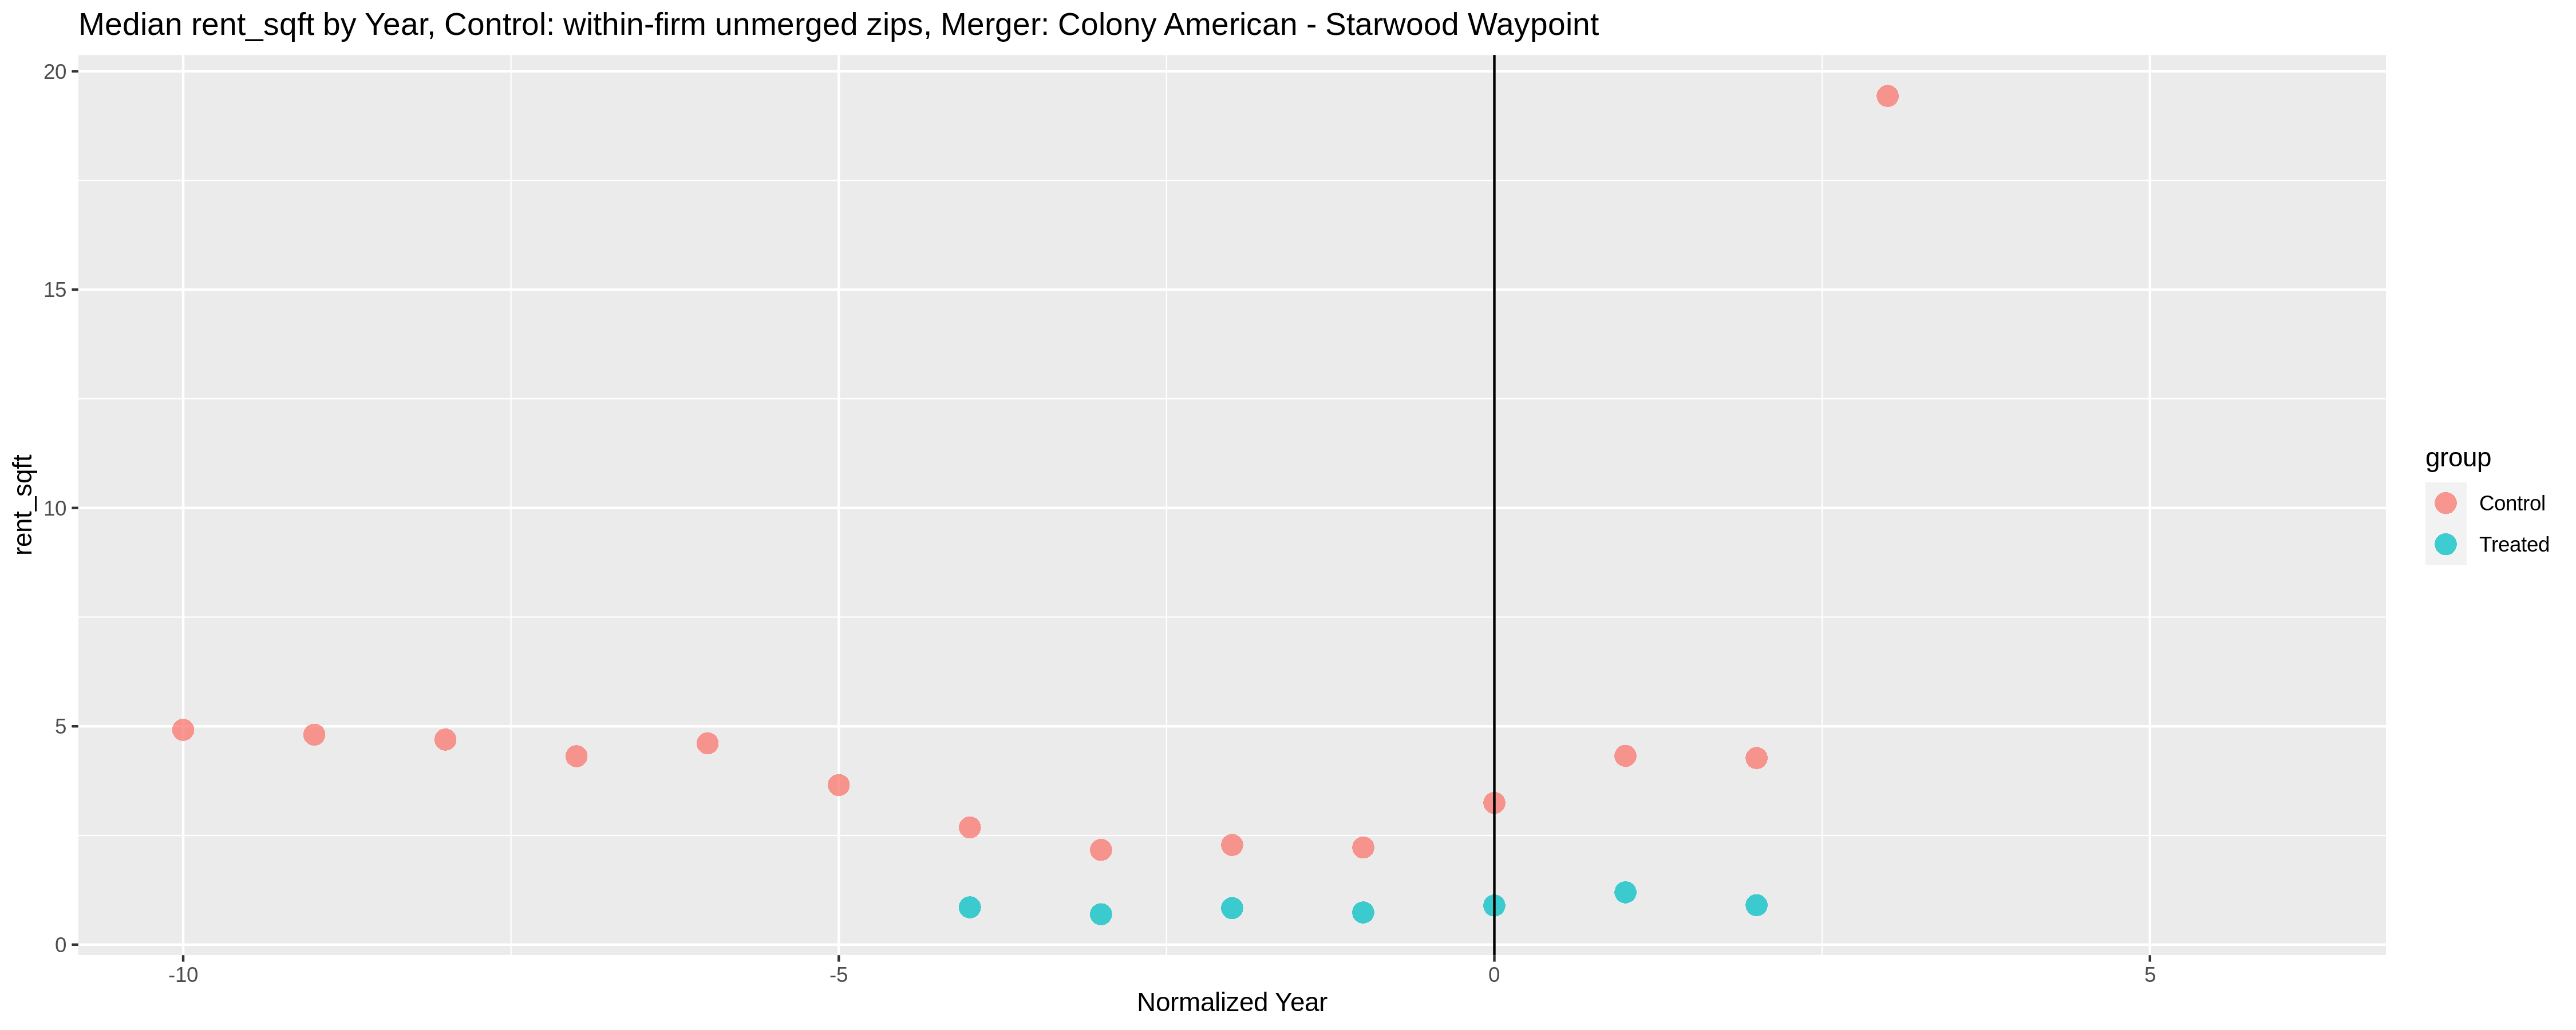 Median rent_sqft by Year, Control: within-firm unmerged zips, Merger: Colony American - Starwood Waypoint
rent_sqft
20
15
10
5
0
-10
-5
0
5
Normalized Year
group
Control
Treated